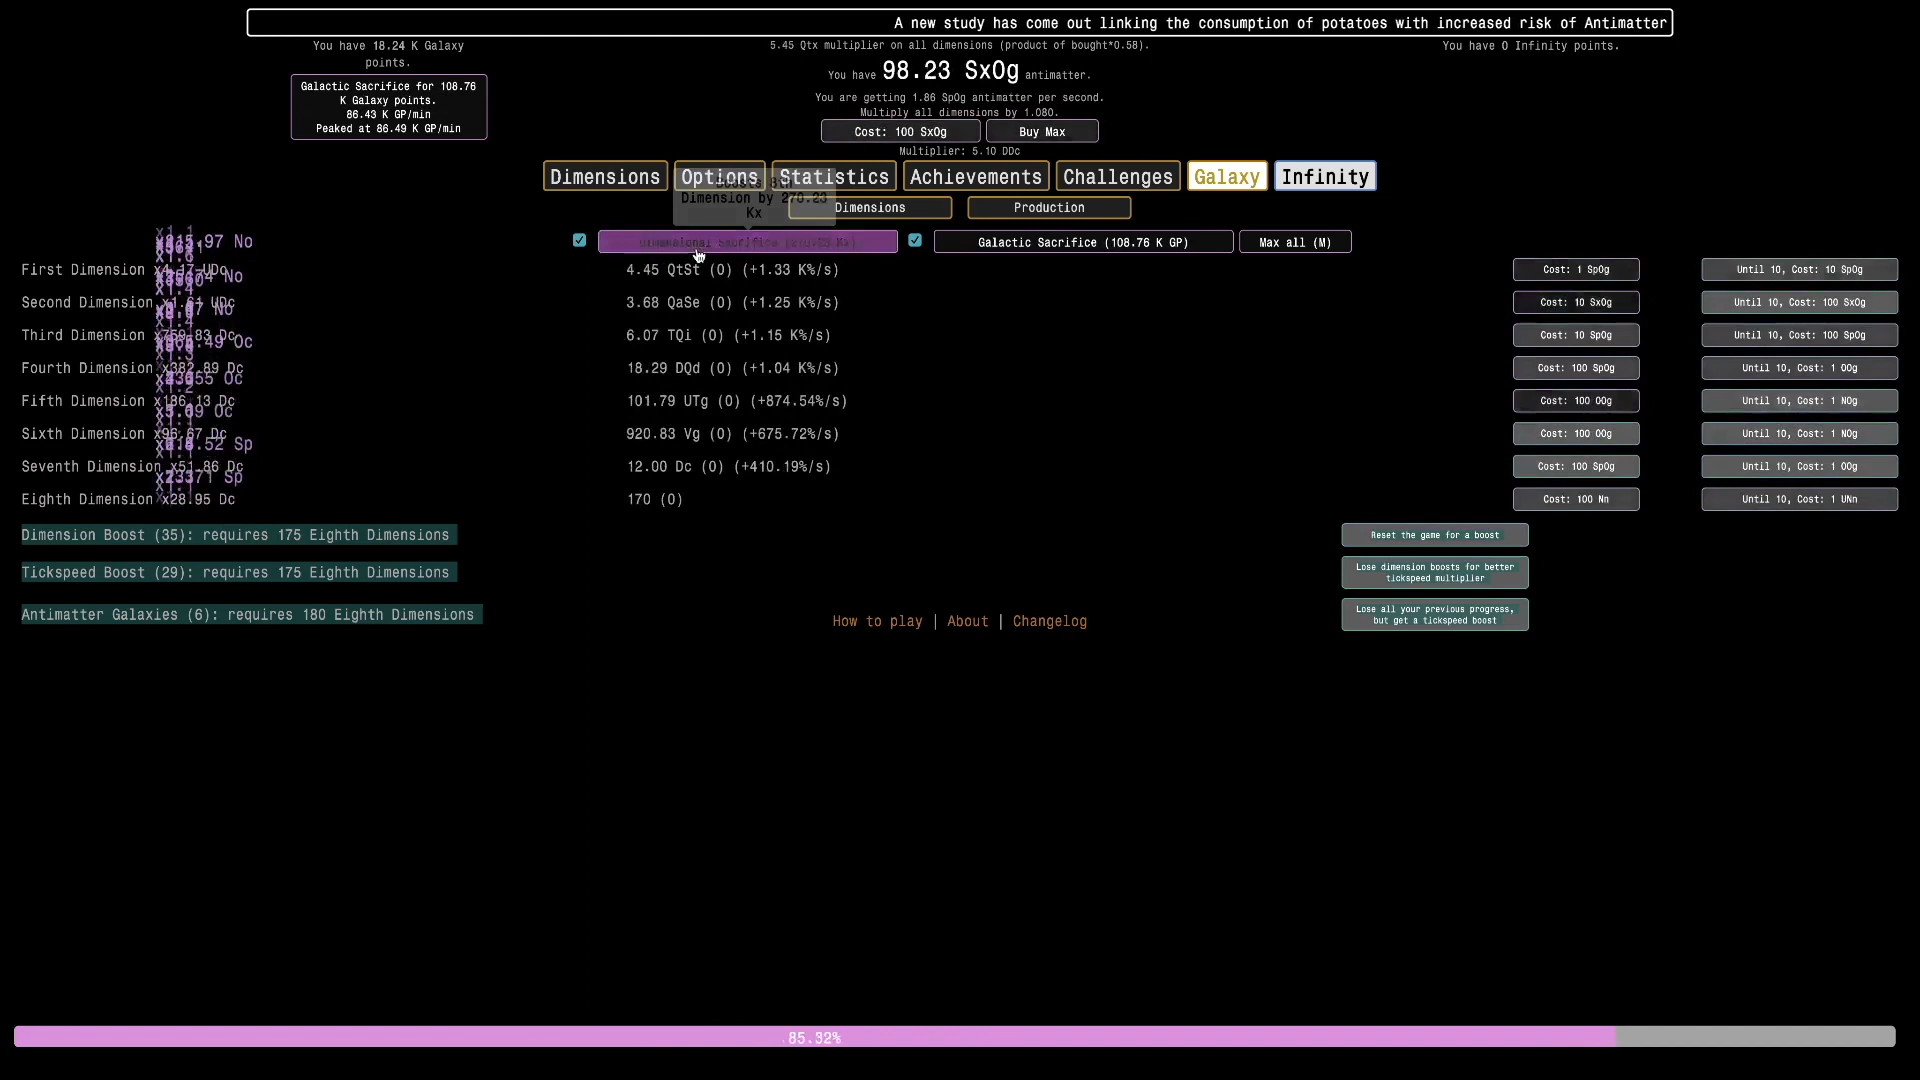 A new study has come out linking the consumption of potatoes with increased risk of Antimatter
You have 18.24 K Galaxy
points.
5.45 Qtx multiplier on all dimensions (product of bought*0.58).
You have 0 Infinity points.
You have 98.23 SxOg antimatter.
Galactic Sacrifice for 108.76
K Galaxy points.
86.43 K GP/min
Peaked at 86.49 K GP/min
You are getting 1.86 SpOg antimatter per second.
Multiply all dimensions by 1.080.
Cost: 100 SxOg
Buy Max
Multiplier: 5.10 DDc
Dimensions
Options
Statistics
Achievements
Challenges
Galaxy
Infinity
Boosts 8th
Dimension by 270.23
Kx
Dimensions
Production
Dimensional Sacrifice
Galactic Sacrifice (108.76 K GP)
Max all (M)
First Dimension
4.45 QtSt (0) (+1.33 K%/s)
Cost: 1 SpOg
Until 10, Cost: 10 SpOg
Second Dimension
3.68 QaSe (0) (+1.25 K%/s)
Cost: 10 SxOg
Until 10, Cost: 100 SxOg
Third Dimension
6.07 TQi (0) (+1.15 K%/s)
Cost: 10 SpOg
Until 10, Cost: 100 SpOg
Fourth Dimension
18.29 DQd (0) (+1.04 K%/s)
Cost: 100 SpOg
Until 10, Cost: 1 OOg
Fifth Dimension
101.79 UTg (0) (+874.54%/s)
Cost: 100 OOg
Until 10, Cost: 1 NOg
Sixth Dimension
920.83 Vg (0) (+675.72%/s)
Cost: 100 OOg
Until 10, Cost: 1 NOg
Seventh Dimension
12.00 Dc (0) (+410.19%/s)
Cost: 100 SpOg
Until 10, Cost: 1 OOg
Eighth Dimension x28.95 Dc
170 (0)
Cost: 100 Nn
Until 10, Cost: 1 UNn
Dimension Boost (35): requires 175 Eighth Dimensions
Reset the game for a boost
Tickspeed Boost (29): requires 175 Eighth Dimensions
Lose dimension boosts for better
tickspeed multiplier
Antimatter Galaxies (6): requires 180 Eighth Dimensions
Lose all your previous progress,
but get a tickspeed boost
How to play | About | Changelog
85.32%